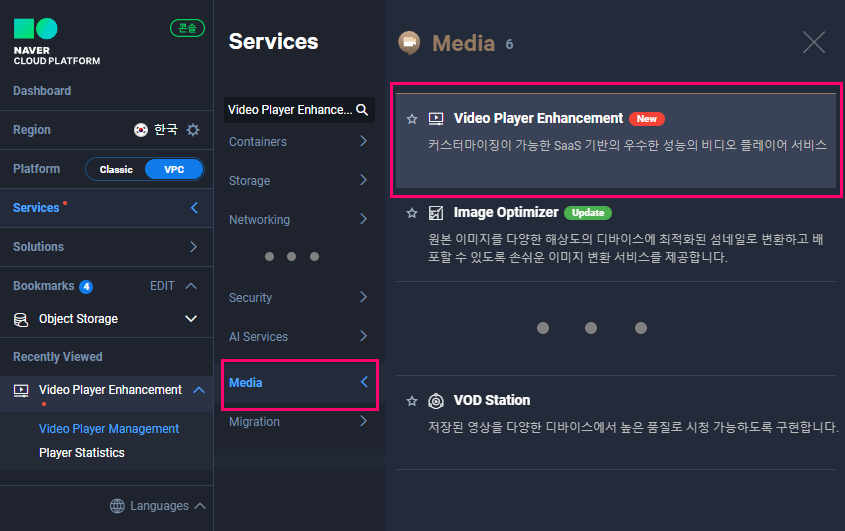 콘솔
NAVER
CLOUD PLATFORM
Dashboard
Region 한국
Platform Classic VPC
Services
Solutions
Bookmarks 4 EDIT
Object Storage
Recently Viewed
Video Player Enhancement
Video Player Management
Player Statistics
Languages
Services
Video Player Enhance...
Containers
Storage
Networking
Security
AI Services
Media
Migration
Media 6
Video Player Enhancement New
커스터마이징이 가능한 SaaS 기반의 우수한 성능의 비디오 플레이어 서비스
Image Optimizer Update
원본 이미지를 다양한 해상도의 디바이스에 최적화된 섬네일로 변환하고 배
포할 수 있도록 손쉬운 이미지 변환 서비스를 제공합니다.
VOD Station
저장된 영상을 다양한 디바이스에서 높은 품질로 시청 가능하도록 구현합니다.